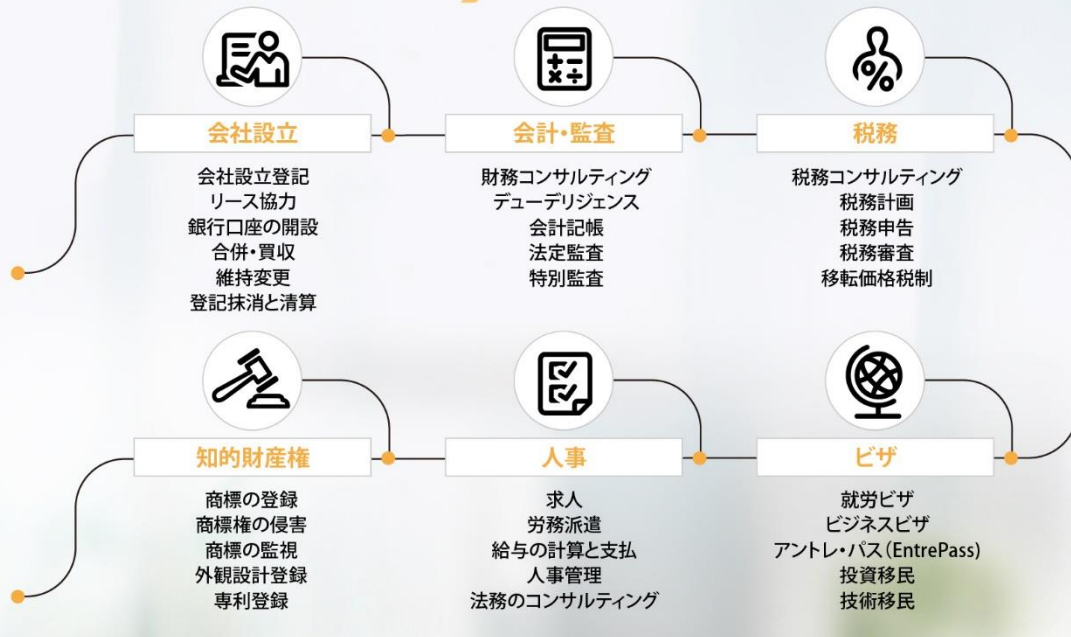 会社設立
会社設立登記
リース協力
銀行口座の開設
合併・買収
維持変更
登記抹消と清算
会計・監査
財務コンサルティング
デューデリジェンス
会計記帳
法定監査
特別監査
税務
税務コンサルティング
税務計画
税務申告
税務審査
移転価格税制
知的財産権
商標の登録
商標権の侵害
商標の監視
外観設計登録
専利登録
人事
求人
労務派遣
給与の計算と支払
人事管理
法務のコンサルティング
ビザ
就労ビザ
ビジネスビザ
アントレ・パス(EntrePass)
投資移民
技術移民